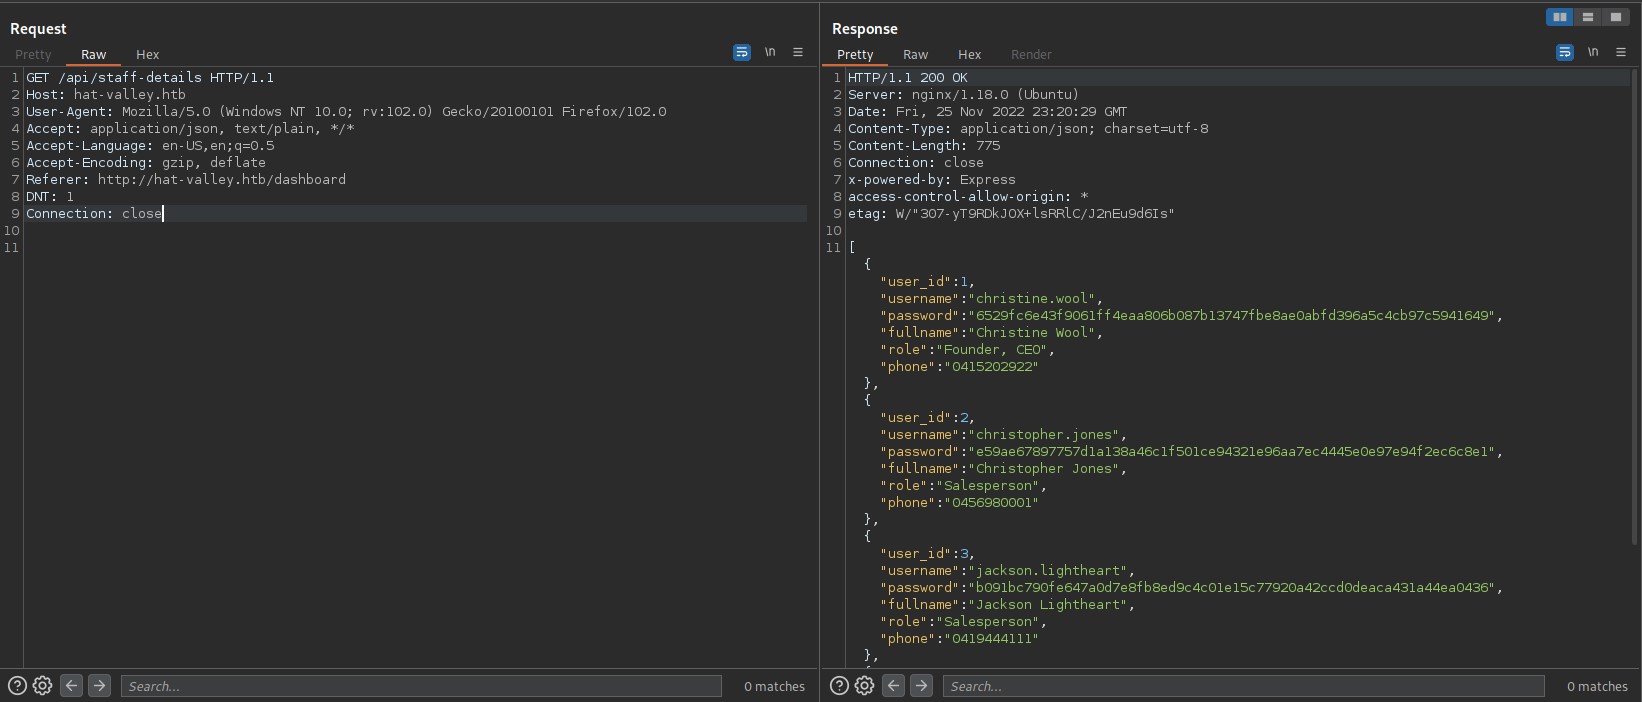 Request
Pretty Raw Hex
\n
1 GET /api/staff-details HTTP/1.1
2 Host: hat-valley.htb
3 User-Agent: Mozilla/5.0 (Windows NT 10.0; rv:102.0) Gecko/20100101 Firefox/102.0
4 Accept: application/json, text/plain, */*
5 Accept-Language: en-US,en;q=0.5
6 Accept-Encoding: gzip, deflate
7 Referer: http://hat-valley.htb/dashboard
8 DNT: 1
9 Connection: close
10
11
Search...
0 matches
Response
Pretty Raw Hex Render
\n
1 HTTP/1.1 200 OK
2 Server: nginx/1.18.0 (Ubuntu)
3 Date: Fri, 25 Nov 2022 23:20:29 GMT
4 Content-Type: application/json; charset=utf-8
5 Content-Length: 775
6 Connection: close
7 x-powered-by: Express
8 access-control-allow-origin: *
9 etag: W/"307-yT9RDkJOX+lsRRlC/J2nEu9d6Is"
10
11 [
{
"user_id":1,
"username":"christine.wool",
"password":"6529fc6e43f9061ff4eaa806b087b13747fbe8ae0abfd396a5c4cb97c5941649",
"fullname":"Christine Wool",
"role":"Founder, CEO",
"phone":"0415202922"
},
{
"user_id":2,
"username":"christopher.jones",
"password":"e59ae67897757d1a138a46c1f501ce94321e96aa7ec4445e0e97e94f2ec6c8e1",
"fullname":"Christopher Jones",
"role":"Salesperson",
"phone":"0456980001"
},
{
"user_id":3,
"username":"jackson.lightheart",
"password":"b091bc790fe647a0d7e8fb8ed9c4c01e15c77920a42ccd0deaca431a44ea0436",
"fullname":"Jackson Lightheart",
"role":"Salesperson",
"phone":"0419444111"
},
Search...
0 matches